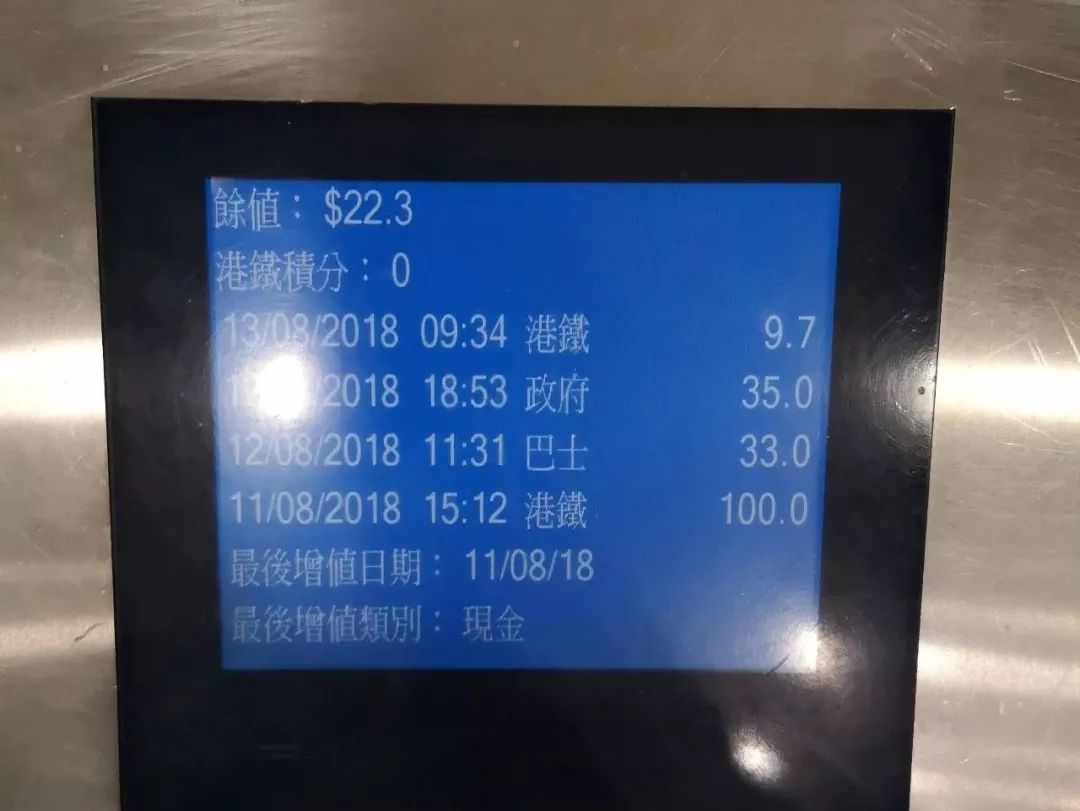 餘值： $22.3
港鐵積分： 0
13/08/2018 09:34 港鐵 9.7
/2018 18:53 政府 35.0
12/08/2018 11:31 巴士 33.0
11/08/2018 15:12 港鐵 100.0
最後增值日期： 11/08/18
最後增值類別： 現金